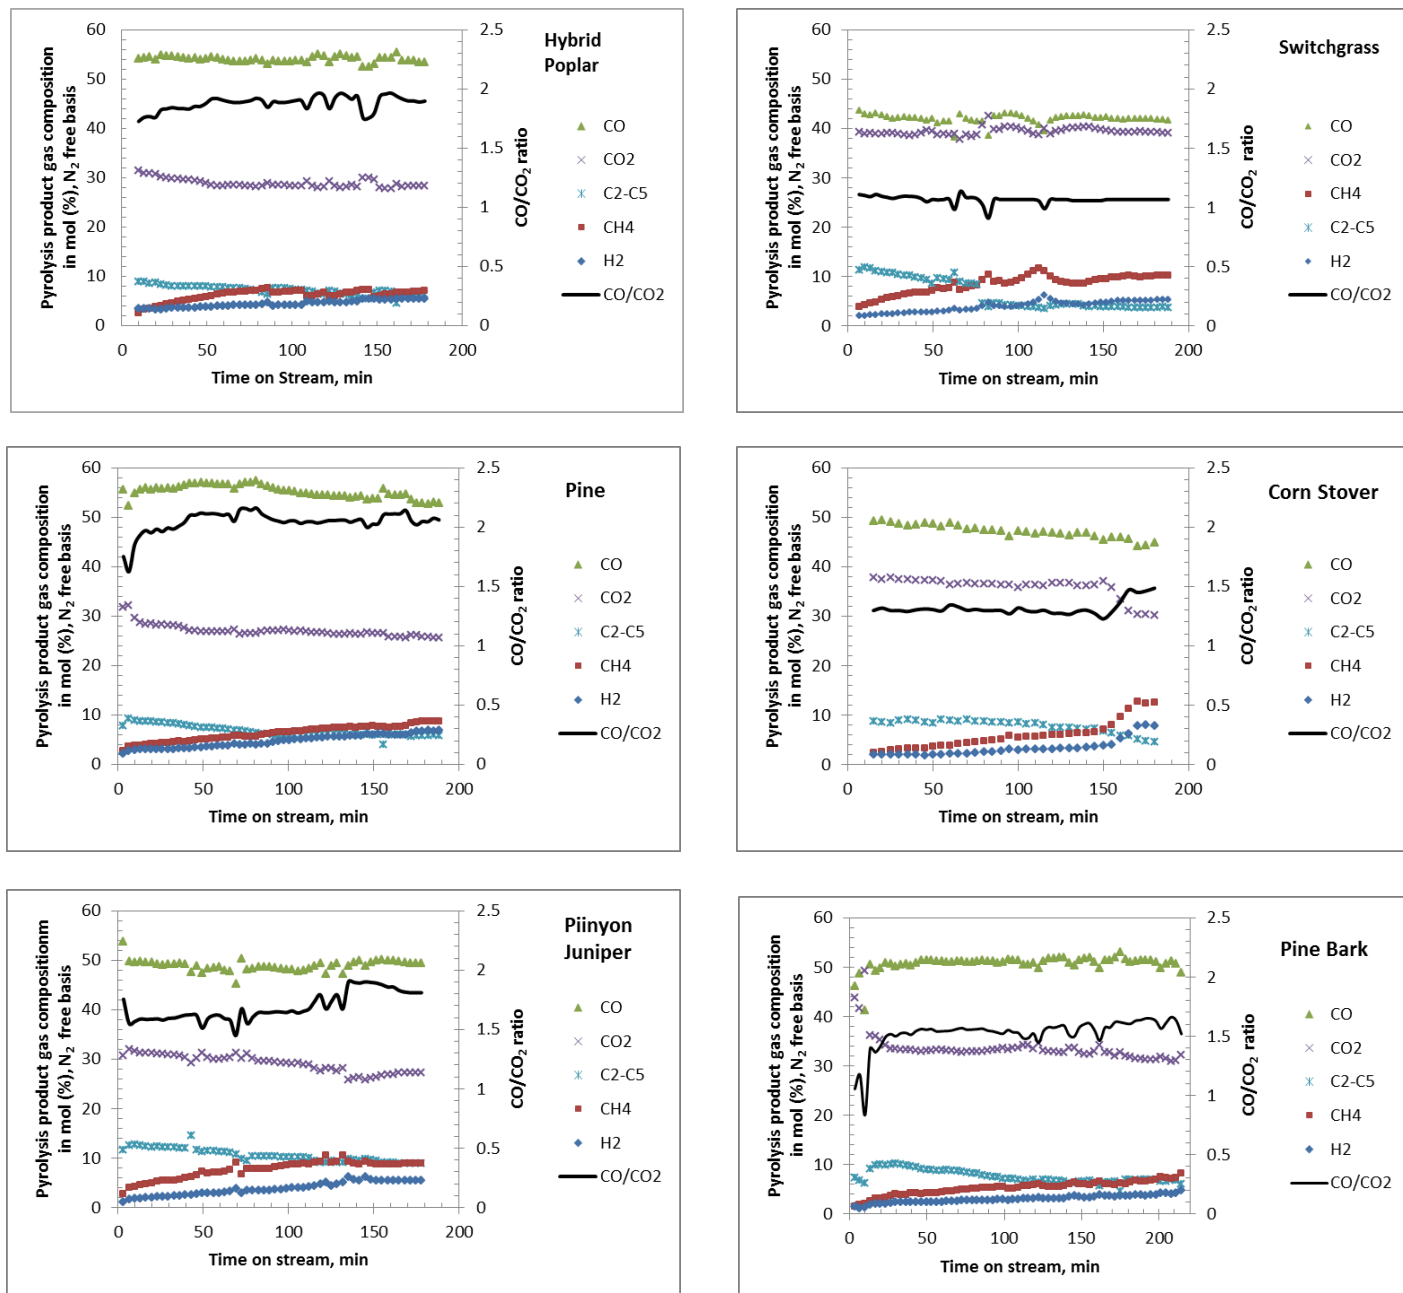 Hybrid
Poplar
Pyrolysis product gas composition
in mol (%), N₂ free basis
60
50
40
30
20
10
0
0 50 100 150 200
Time on Stream, min
2.5
2
1.5
1
0.5
0
CO/CO₂ ratio
CO
CO2
C2-C5
CH4
H2
CO/CO2
Switchgrass
Pyrolysis product gas composition
in mol (%), N₂ free basis
60
50
40
30
20
10
0
0 50 100 150 200
Time on Stream, min
2.5
2
1.5
1
0.5
0
CO/CO₂ ratio
CO
CO2
CH4
C2-C5
H2
CO/CO2
Pine
Pyrolysis product gas composition
in mol (%), N₂ free basis
60
50
40
30
20
10
0
0 50 100 150 200
Time on stream, min
2.5
2
1.5
1
0.5
0
CO/CO₂ ratio
CO
CO2
C2-C5
CH4
H2
CO/CO2
Corn Stover
Pyrolysis product gas composition
in mol (%), N₂ free basis
60
50
40
30
20
10
0
0 50 100 150 200
Time on stream, min
2.5
2
1.5
1
0.5
0
CO/CO₂ ratio
CO
CO2
C2-C5
CH4
H2
CO/CO2
Piinyon
Juniper
Pyrolysis product gas compositionm
in mol (%), N₂ free basis
60
50
40
30
20
10
0
0 50 100 150 200
Time on stream, min
2.5
2
1.5
1
0.5
0
CO/CO₂ ratio
CO
CO2
C2-C5
CH4
H2
CO/CO2
Pine Bark
Pyrolysis product gas composition
in mol (%), N₂ free basis
60
50
40
30
20
10
0
0 50 100 150 200
Time on stream, min
2.5
2
1.5
1
0.5
0
CO/CO₂ ratio
CO
CO2
C2-C5
CH4
H2
CO/CO2